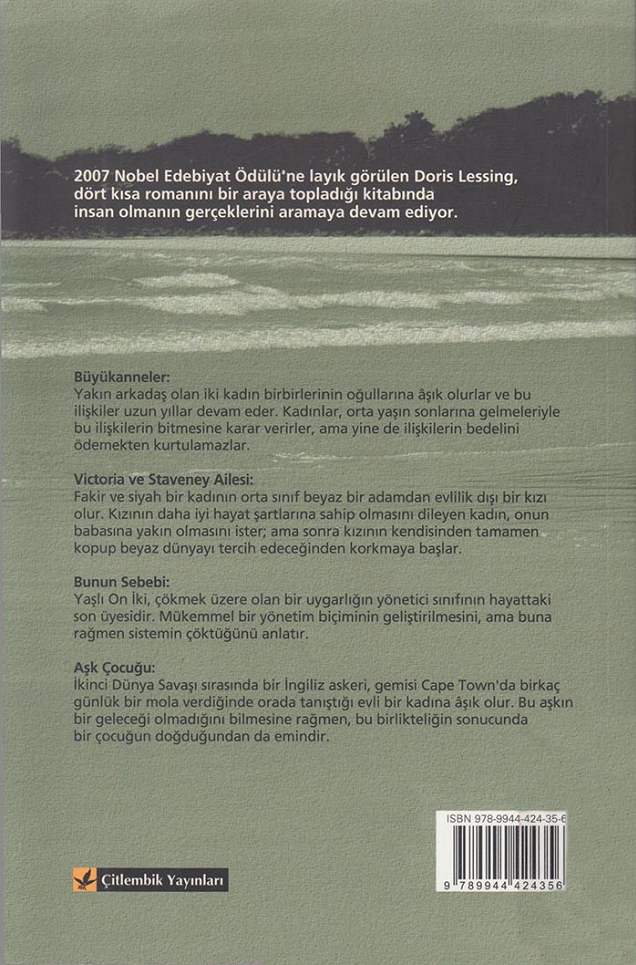 2007 Nobel Edebiyat Ödülü'ne layık görülen Doris Lessing,
dört kısa romanını bir araya topladığı kitabında
insan olmanın gerçeklerini aramaya devam ediyor.
Büyükanneler:
Yakın arkadaş olan iki kadın birbirlerinin oğullarına âşık olurlar ve bu
ilişkiler uzun yıllar devam eder. Kadınlar, orta yaşın sonlarına gelmeleriyle
bu ilişkilerin bitmesine karar verirler, ama yine de ilişkilerin bedelini
ödemekten kurtulamazlar.
Victoria ve Staveney Ailesi:
Fakir ve siyah bir kadının orta sınıf beyaz bir adamdan evlilik dışı bir kızı
olur. Kızının daha iyi hayat şartlarına sahip olmasını dileyen kadın, onun
babasına yakın olmasını ister; ama sonra kızının kendisinden tamamen
kopup beyaz dünyayı tercih edeceğinden korkmaya başlar.
Bunun Sebebi:
Yaşlı On İki, çökmek üzere olan bir uygarlığın yönetici sınıfının hayattaki
son üyesidir. Mükemmel bir yönetim biçiminin geliştirilmesini, ama buna
rağmen sistemin çöktüğünü anlatır.
Aşk Çocuğu:
İkinci Dünya Savaşı sırasında bir İngiliz askeri, gemisi Cape Town'da birkaç
günlük bir mola verdiğinde orada tanıştığı evli bir kadına âşık olur. Bu aşkın
bir geleceği olmadığını bilmesine rağmen, bu birlikteliğin sonucunda
bir çocuğun doğduğundan da emindir.
ISBN 978-9944-424-35-6
9 789944 424356
Çitlembik Yayınları